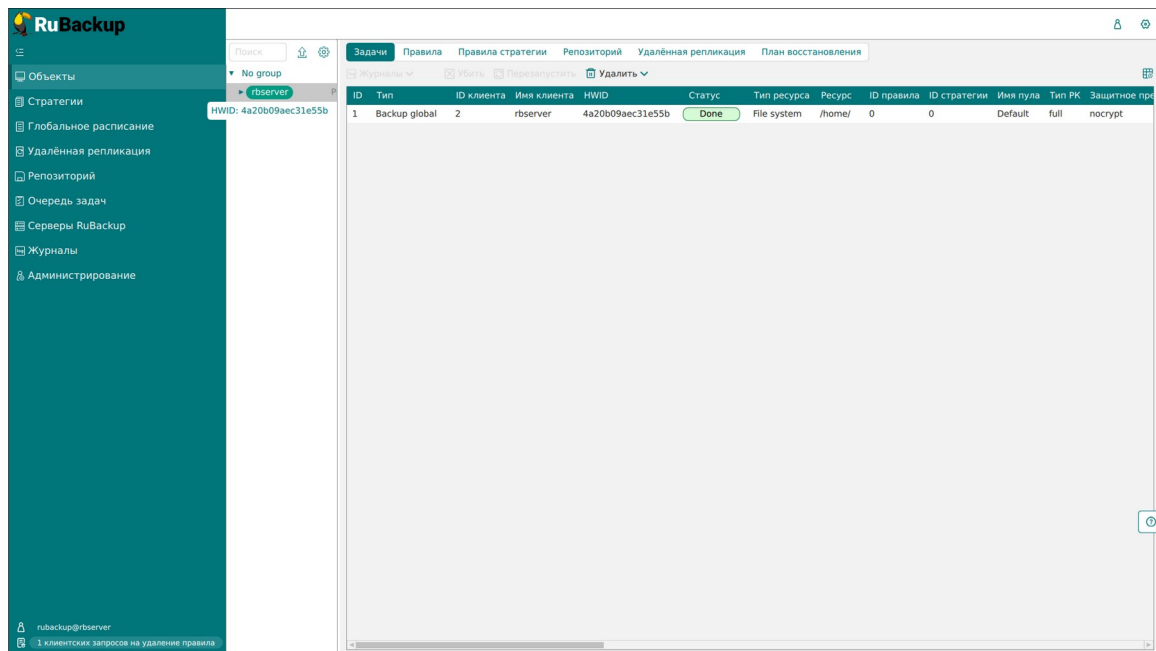 RuBackup
Объекты
Стратегии
Глобальное расписание
Удалённая репликация
Репозиторий
Очередь задач
Серверы RuBackup
Журналы
Администрирование
rubackup@rbserver
1 клиентских запросов на удаление правила
Поиск
No group
rbserver P
HWID: 4a20b09aec31e55b
Задачи Правила Правила стратегии Репозиторий Удалённая репликация План восстановления
Журналы Убить Перезапустить Удалить
ID Тип ID клиента Имя клиента HWID Статус Тип ресурса Ресурс ID правила ID стратегии Имя пула Тип РК Защитное пре
1 Backup global 2 rbserver 4a20b09aec31e55b Done File system /home/ 0 0 Default full nocrypt